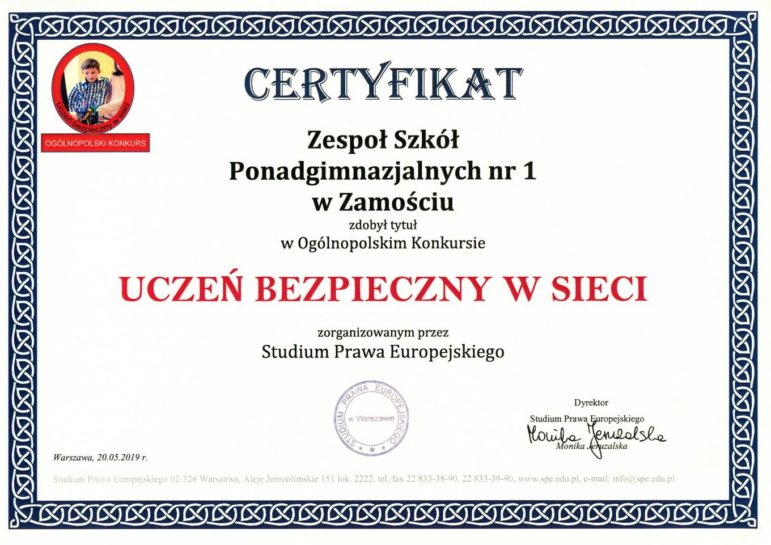 Uczeń bezpieczny w sieci
OGÓLNOPOLSKI KONKURS
CERTYFIKAT
Zespoł Szkół
Ponadgimnazjalnych nr 1
w Zamościu
zdobył tytuł
w Ogólnopolskim Konkursie
UCZEŃ BEZPIECZNY W SIECI
zorganizowanym przez
Studium Prawa Europejskiego
STUDIUM PRAWA EUROPEJSKIEGO
w Warszawie
Dyrektor
Studium Prawa Europejskiego
Monika Jeruzalska
Monika Jeruzalska
Warszawa, 20.05.2019 r.
Studium Prawa Europejskiego 02-326 Warszawa, Aleje Jerozolimskie 151 lok. 2222, tel./fax 22 833-38-90, 22 833-39-90, www.spe.edu.pl, e-mail: info@spe.edu.pl